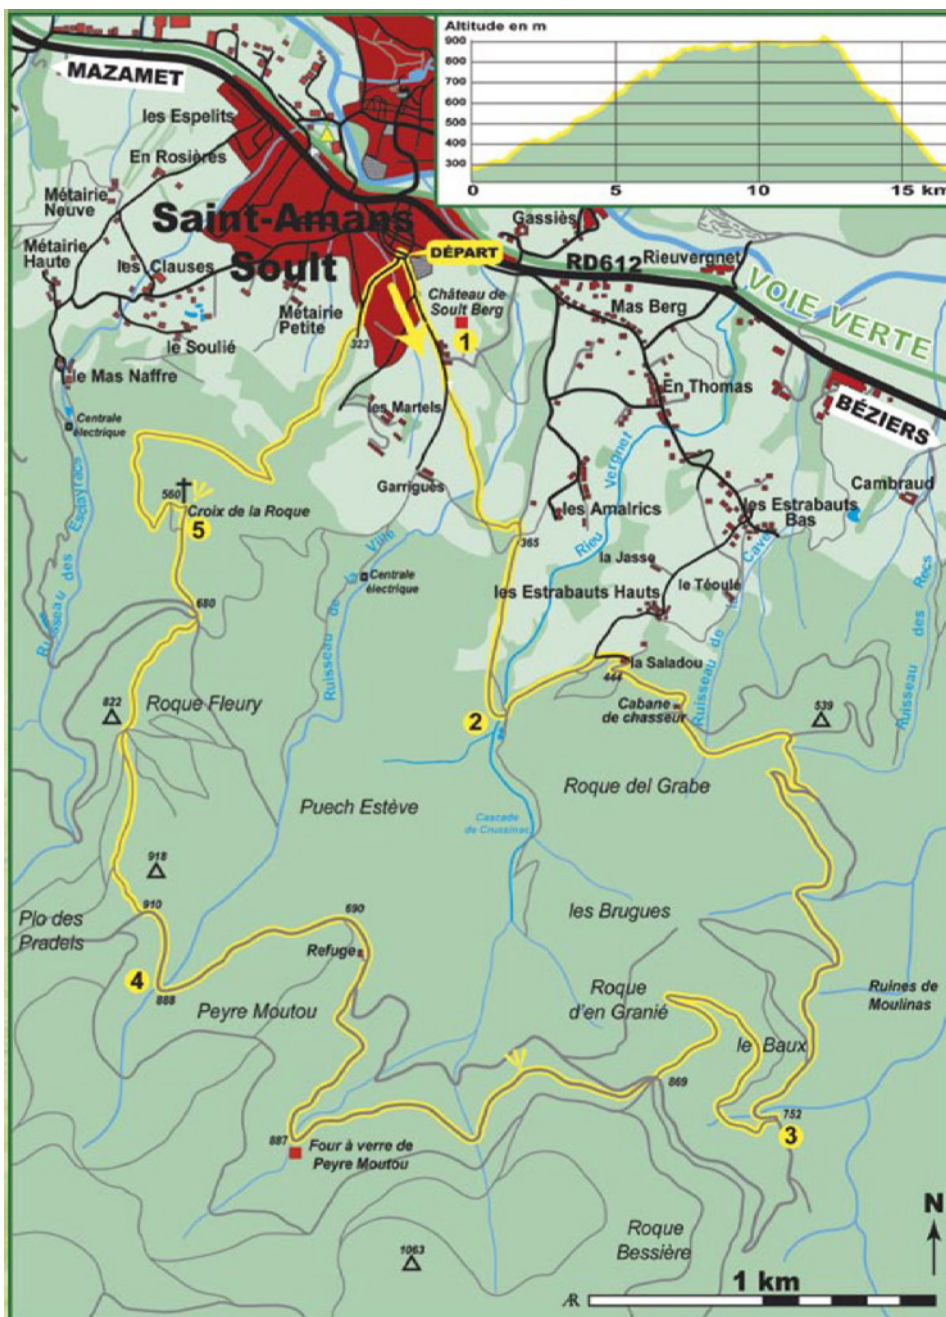 Altitude en m
900
800
700
600
500
400
300
0
5
10
15 km
MAZAMET
les Espelits
En Rosières
Métairie
Neuve
Saint-Amans
Soult
DÉPART
Gassiès
RD612
Rieuvergnet
VOIE VERTE
Métairie
Haute
les Clauses
Métairie
Petite
Château de
Soult Berg
1
Mas Berg
323
le Soulié
le Mas Naffre
En Thomas
BÉZIERS
Centrale
électrique
les Martels
Garrigues
Ruisseau des Escayracs
560
Croix de la Roque
5
365
les Amalrics
Rieu Vergnet
les Estrabauts
Bas
Cambraud
Ruisseau de la Ville
Centrale
électrique
la Jasse
les Estrabauts Hauts
le Téoulé
Ruisseau de la Cave
Ruisseau des Recs
680
la Saladou
444
822
Roque Fleury
2
Cabane
de chasseur
539
Puech Estève
Roque del Grabe
Cascade
de Cussinac
918
910
690
les Brugues
Plo des
Pradels
Refuge
4
888
Peyre Moutou
Roque
d'en Granié
Ruines de
Moulinas
le Baux
869
752
3
887
Four à verre de
Peyre Moutou
Roque
Bessière
1063
N
1 km
AR